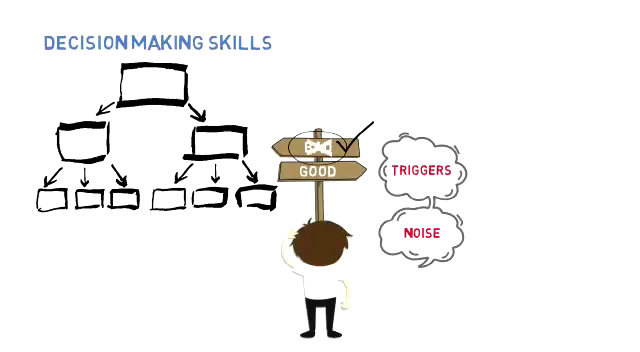 DECISION MAKING SKILLS
GOOD
TRIGGERS
NOISE